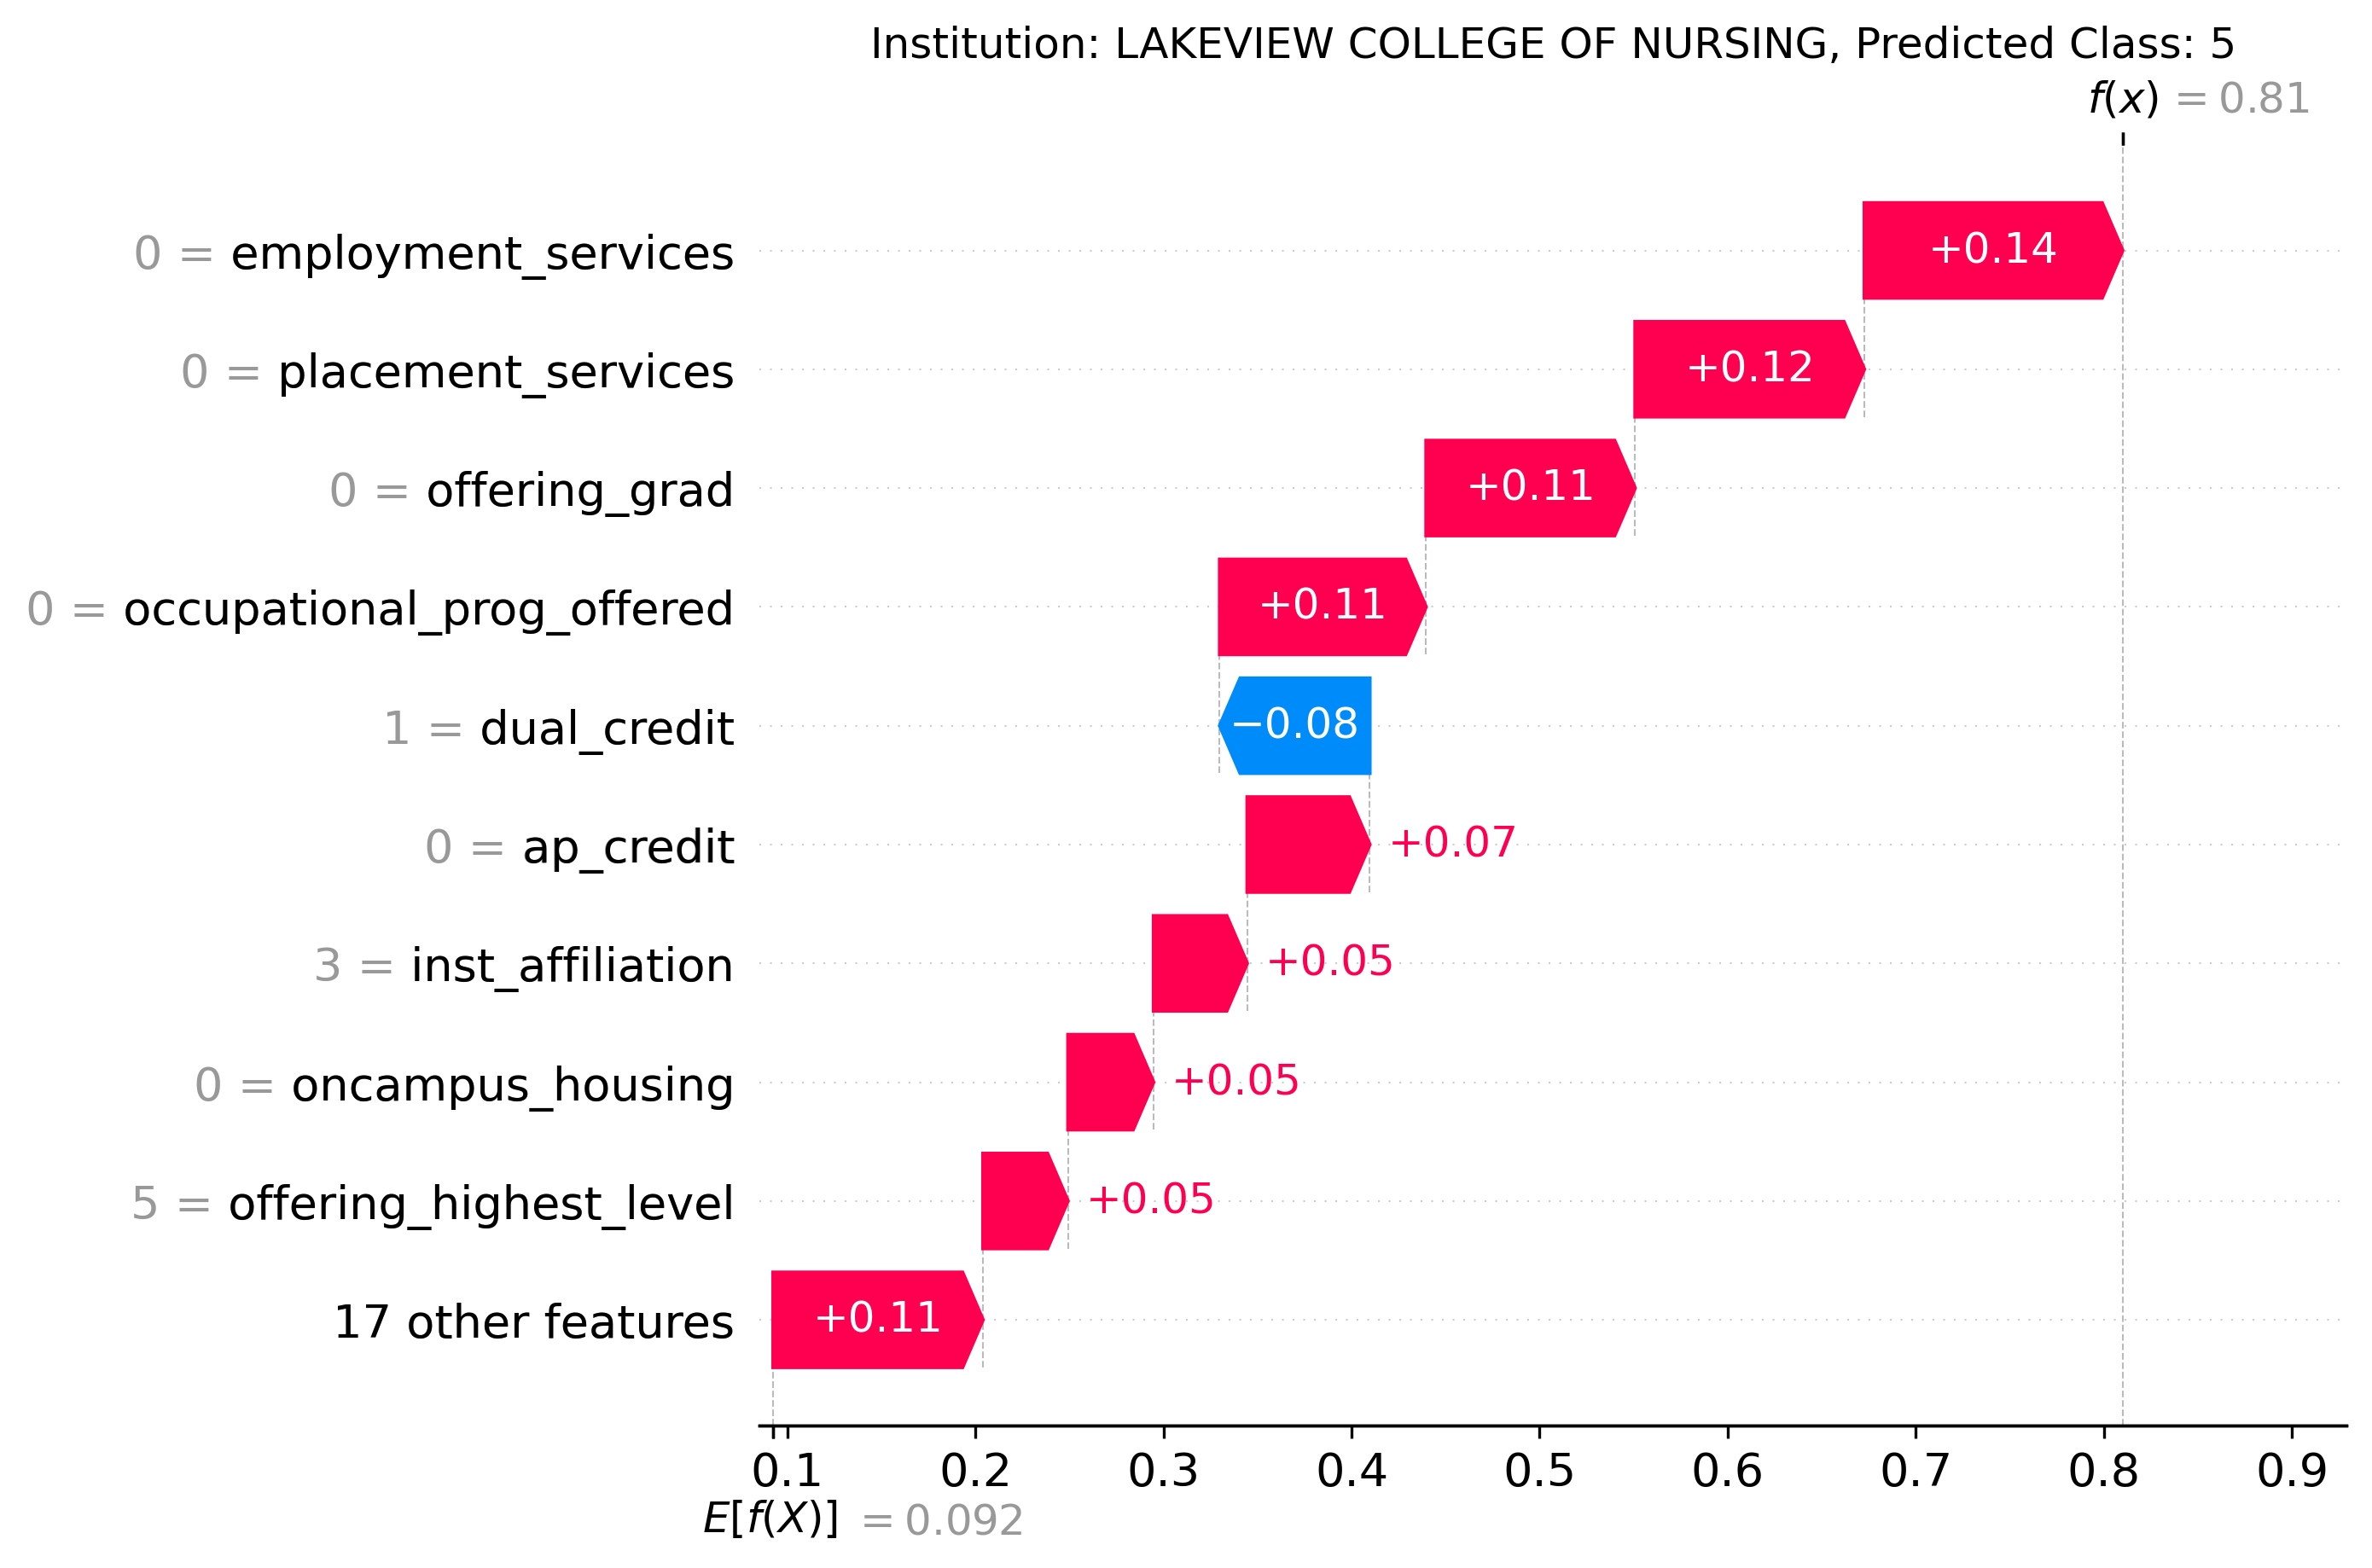 Institution: LAKEVIEW COLLEGE OF NURSING, Predicted Class: 5
f(x) = 0.81
0 = employment_services +0.14
0 = placement_services +0.12
0 = offering_grad +0.11
0 = occupational_prog_offered +0.11
1 = dual_credit −0.08
0 = ap_credit +0.07
3 = inst_affiliation +0.05
0 = oncampus_housing +0.05
5 = offering_highest_level +0.05
17 other features +0.11
0.1 0.2 0.3 0.4 0.5 0.6 0.7 0.8 0.9
E[f(X)] = 0.092